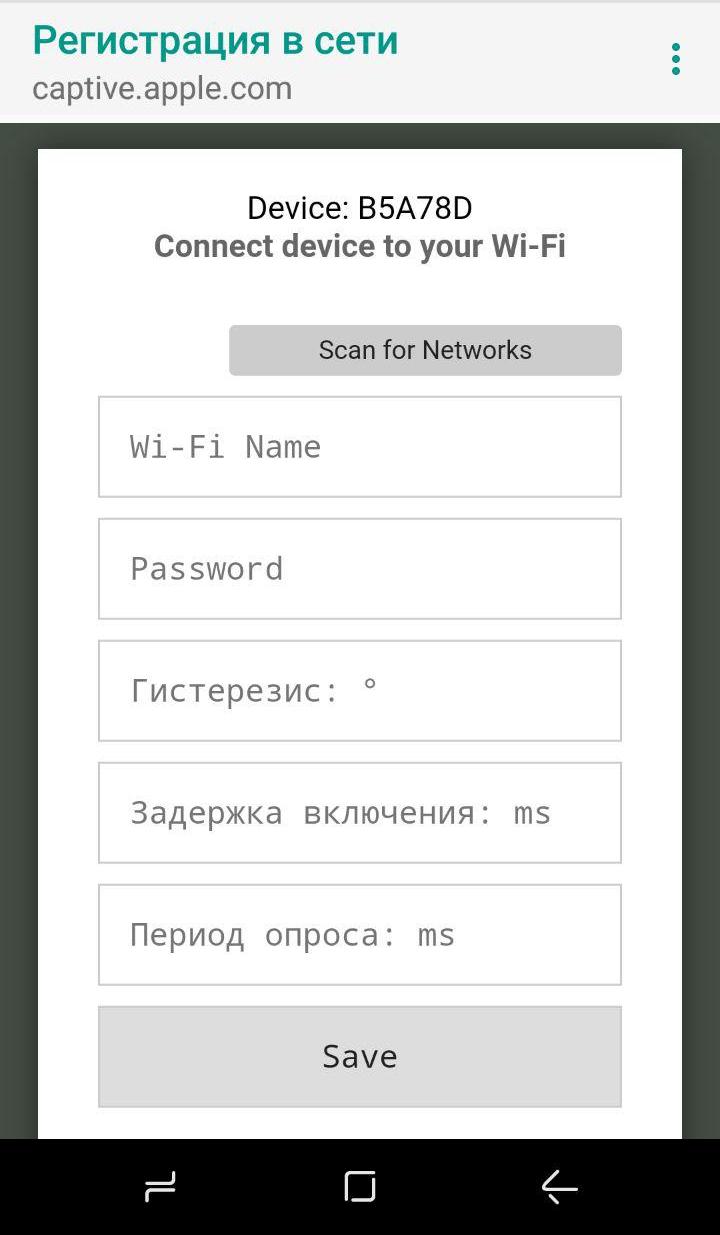 Регистрация в сети
captive.apple.com
Device: B5A78D
Connect device to your Wi-Fi
Scan for Networks
Wi-Fi Name
Password
Гистерезис: °
Задержка включения: ms
Период опроса: ms
Save